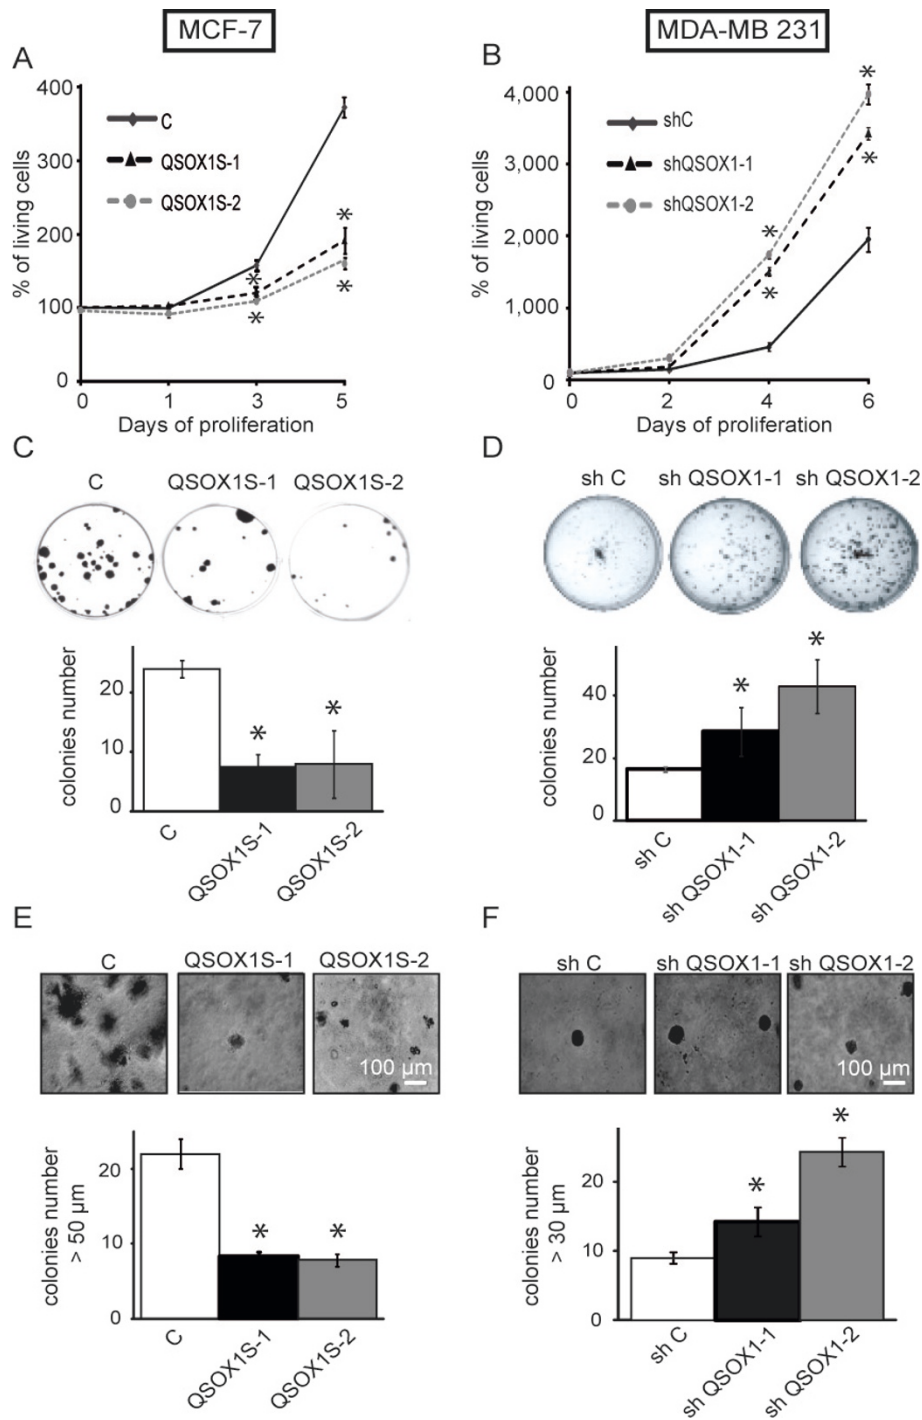 MCF-7
MDA-MB 231
A
B
% of living cells
400
300
200
100
0
C
QSOX1S-1
QSOX1S-2
*
*
*
*
0 1 3 5
Days of proliferation
% of living cells
4,000
3,000
2,000
1,000
0
shC
shQSOX1-1
shQSOX1-2
*
*
*
*
0 2 4 6
Days of proliferation
C
C QSOX1S-1 QSOX1S-2
colonies number
20
10
0
* *
C
QSOX1S-1
QSOX1S-2
D
sh C sh QSOX1-1 sh QSOX1-2
colonies number
40
20
0
* *
sh C
sh QSOX1-1
sh QSOX1-2
E
C QSOX1S-1 QSOX1S-2
100 µm
colonies number
> 50 µm
20
10
0
* *
C
QSOX1S-1
QSOX1S-2
F
sh C sh QSOX1-1 sh QSOX1-2
100 µm
colonies number
> 30 µm
20
10
0
* *
sh C
sh QSOX1-1
sh QSOX1-2